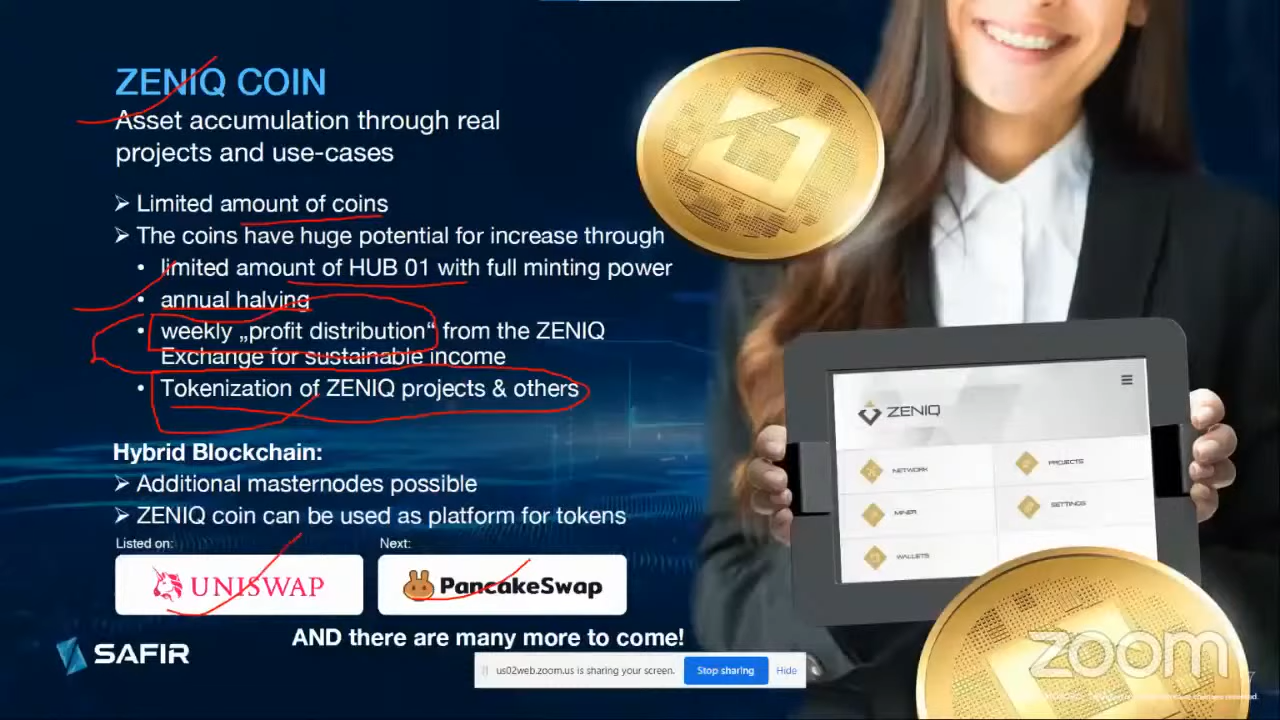 ZENIQ COIN
Asset accumulation through real
projects and use-cases
➢ Limited amount of coins
➢ The coins have huge potential for increase through
• limited amount of HUB 01 with full minting power
• annual halving
• weekly „profit distribution“ from the ZENIQ
Exchange for sustainable income
• Tokenization of ZENIQ projects & others
Hybrid Blockchain:
➢ Additional masternodes possible
➢ ZENIQ coin can be used as platform for tokens
Listed on:
Next:
UNISWAP
PancakeSwap
AND there are many more to come!
SAFIR
us02web.zoom.us is sharing your screen.
Stop sharing
Hide
ZENIQ
NETWORK
PROJECTS
MINER
SETTINGS
WALLETS
zoom